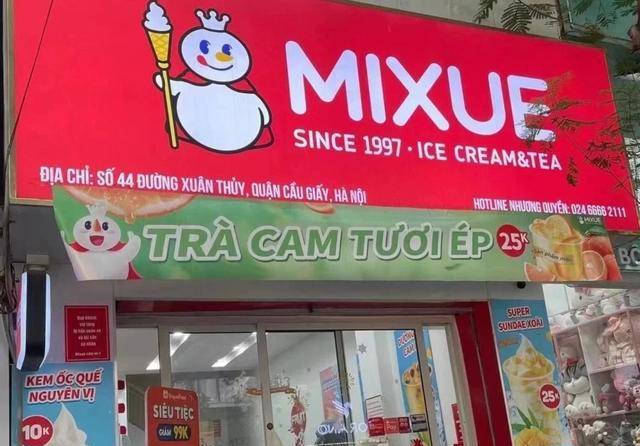 MIXUE
SINCE 1997 · ICE CREAM&TEA
ĐỊA CHỈ: SỐ 44 ĐƯỜNG XUÂN THỦY, QUẬN CẦU GIẤY, HÀ NỘI
HOTLINE NHƯỢNG QUYỀN: 024 6666 2111
TRÀ CAM TƯƠI ÉP 25K
MIXUE
SUPER
SUNDAE XOÀI
25K
KEM ỐC QUẾ
NGUYÊN VỊ
10K
SIÊU TIỆC
GIẢM 99K